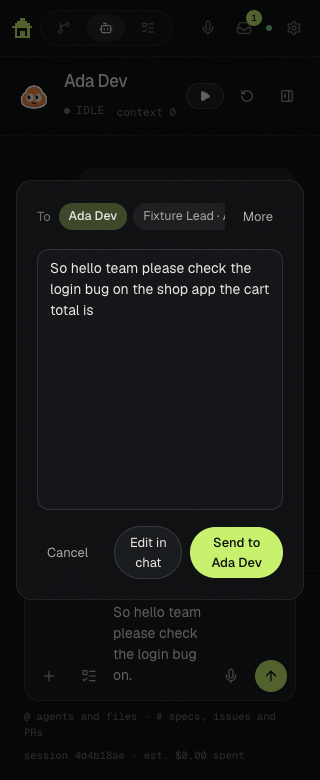 1
Ada Dev
IDLE context 0
To Ada Dev Fixture Lead · More
So hello team please check the
login bug on the shop app the cart
total is
Cancel
Edit in
chat
Send to
Ada Dev
So hello team
please check
the login bug
on.
@ agents and files · # specs, issues and
PRs
session 4d4b18ae · est. $0.00 spent